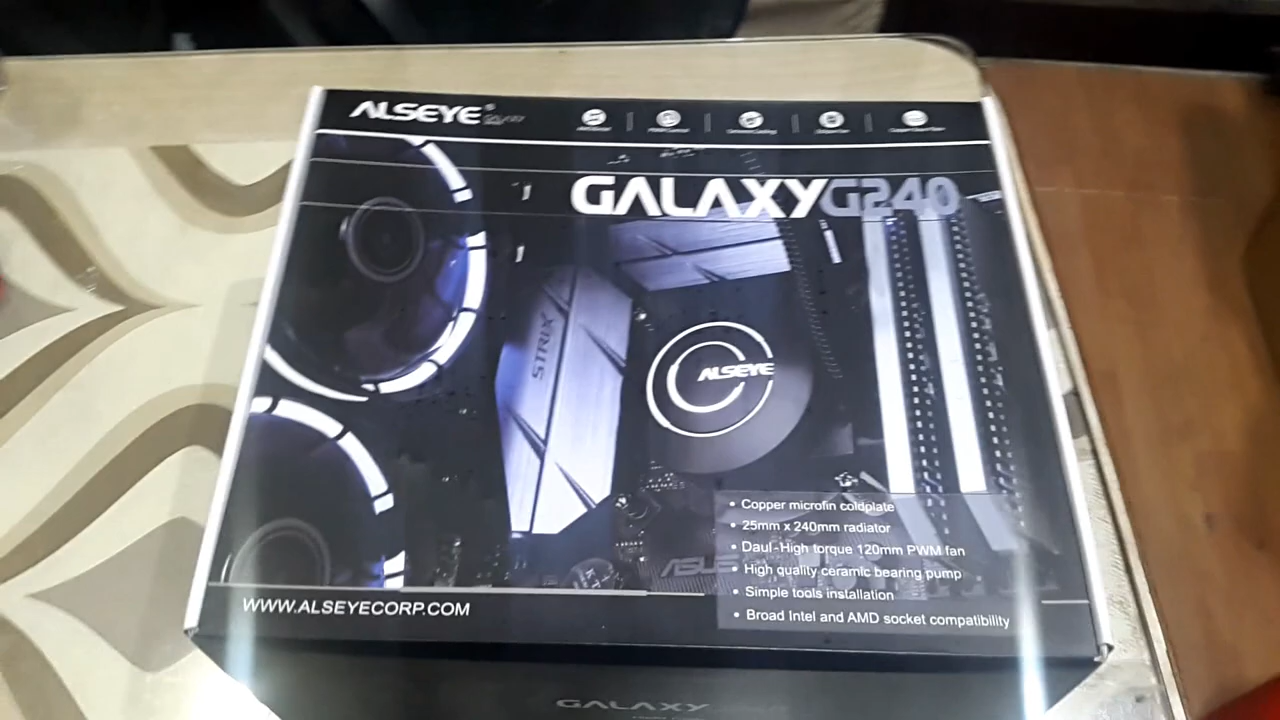 ALSEYE
GALAXY G240
STRIX
ALSEYE
• Copper microfin coldplate
• 25mm x 240mm radiator
• Daul-High torque 120mm PWM fan
• High quality ceramic bearing pump
• Simple tools installation
• Broad Intel and AMD socket compatibility
ASUS
WWW.ALSEYECORP.COM
GALAXY